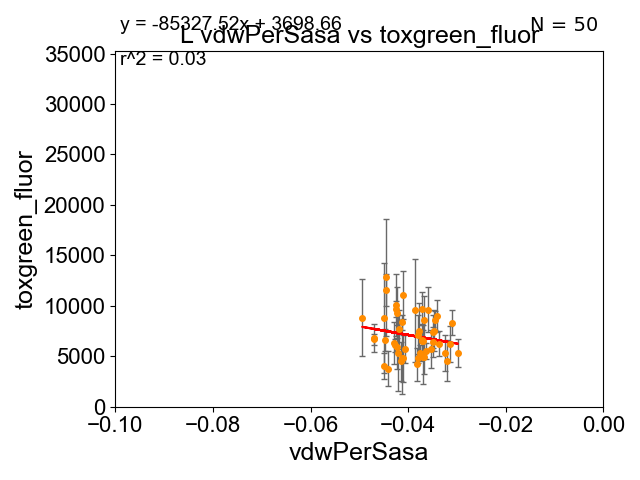 y = -85327.52x + 3698.66
N = 50
L vdwPerSasa vs toxgreen_fluor
r^2 = 0.03
35000
30000
25000
20000
15000
10000
5000
0
toxgreen_fluor
−0.10
−0.08
−0.06
−0.04
−0.02
0.00
vdwPerSasa